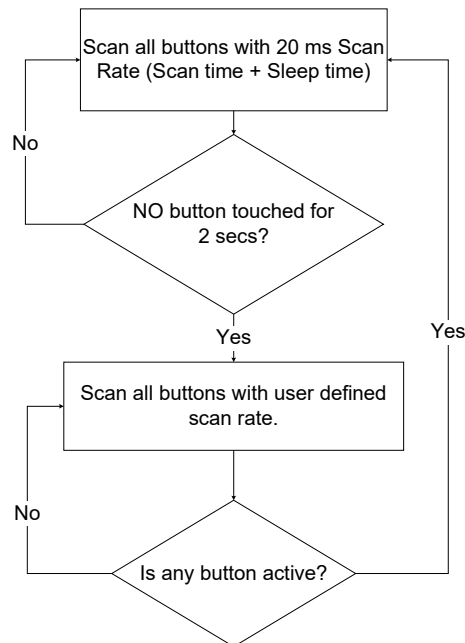 Scan all buttons with 20 ms Scan
Rate (Scan time + Sleep time)
No
NO button touched for
2 secs?
Yes
Yes
Scan all buttons with user defined
scan rate.
No
Is any button active?